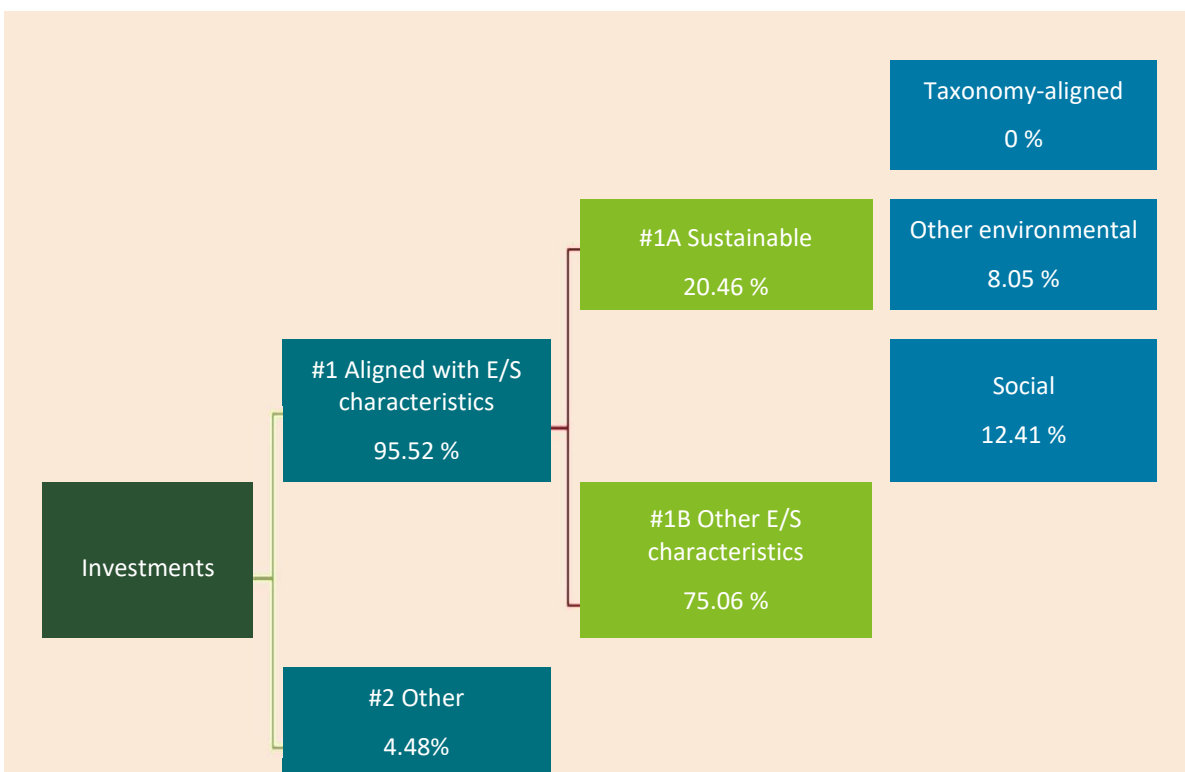 Taxonomy-aligned
0 %
#1A Sustainable
20.46 %
Other environmental
8.05 %
#1 Aligned with E/S
characteristics
95.52 %
Social
12.41 %
Investments
#1B Other E/S
characteristics
75.06 %
#2 Other
4.48%